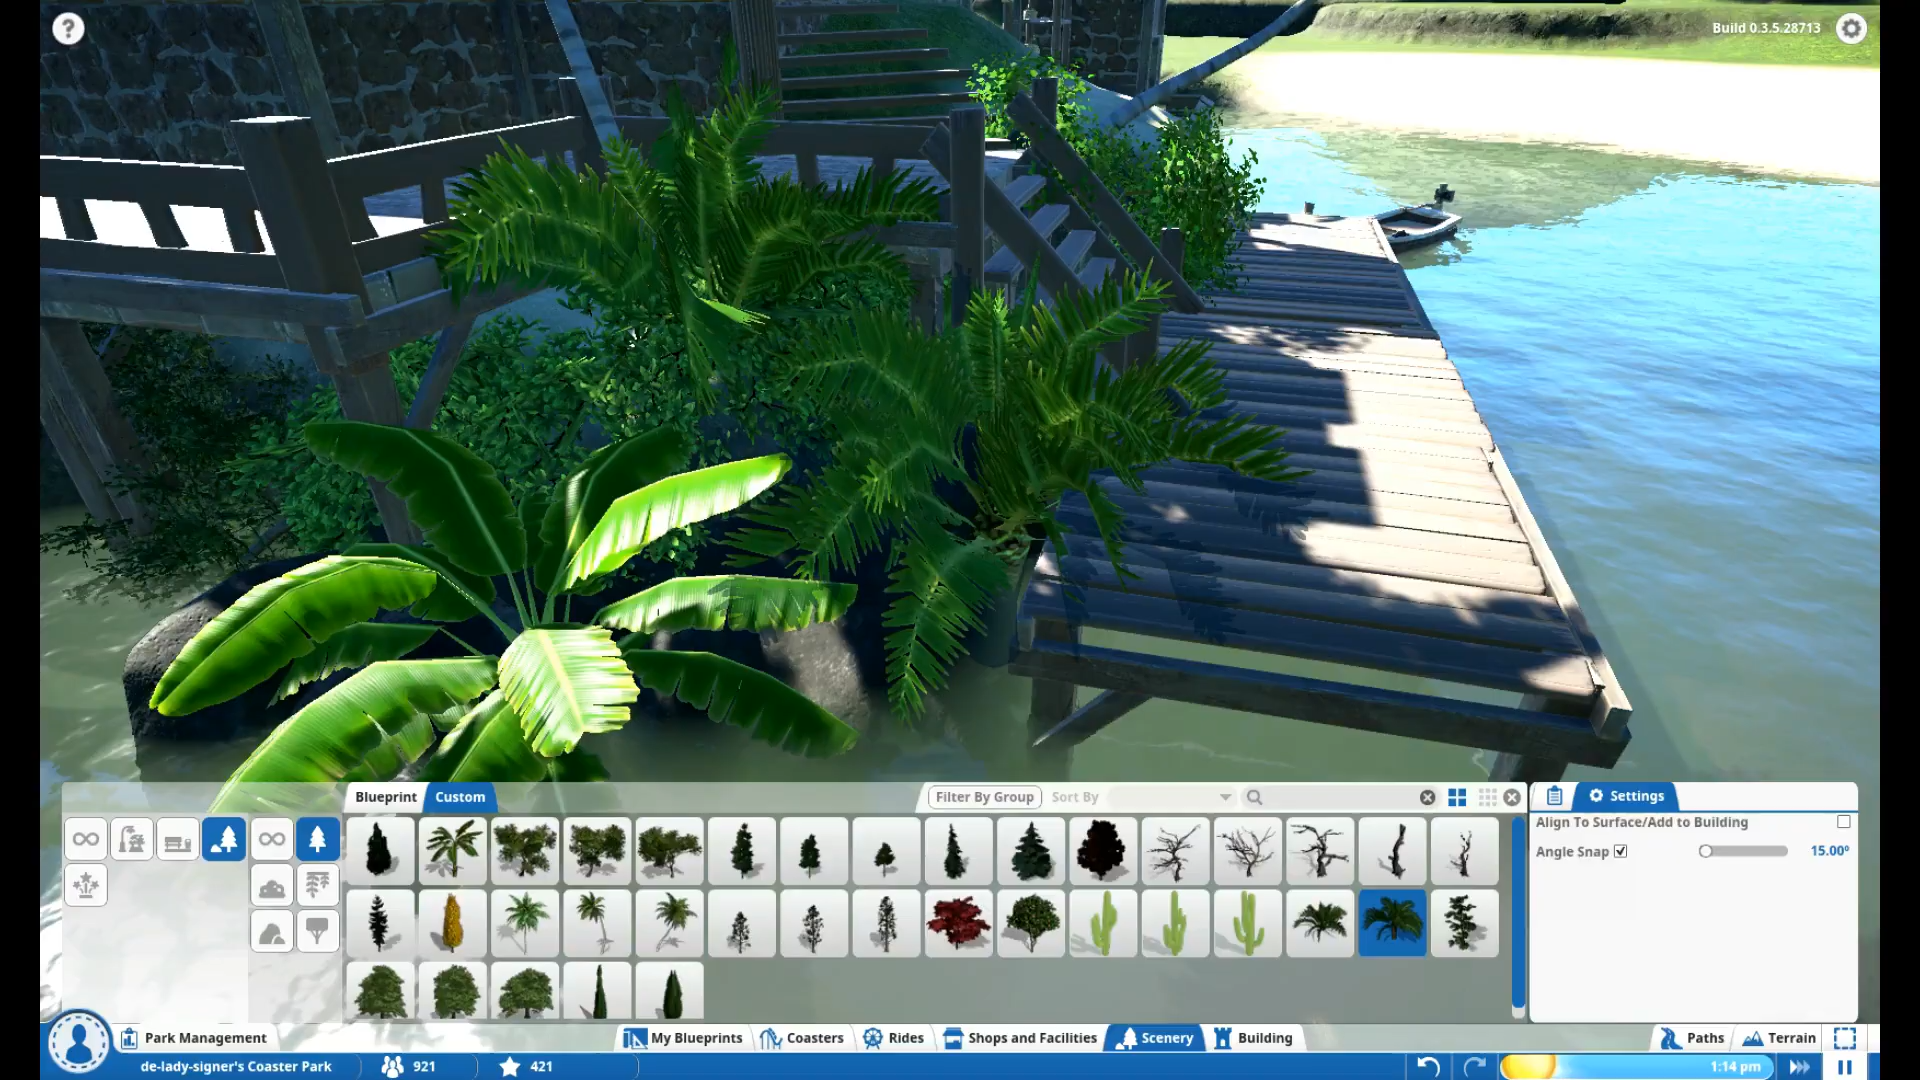 ?
Build 0.3.5.28713
Blueprint Custom
Filter By Group Sort By
Settings
Align To Surface/Add to Building
Angle Snap 15.00°
Park Management
My Blueprints Coasters Rides Shops and Facilities Scenery Building Paths Terrain
de-lady-signer's Coaster Park 921 421 1:14 pm